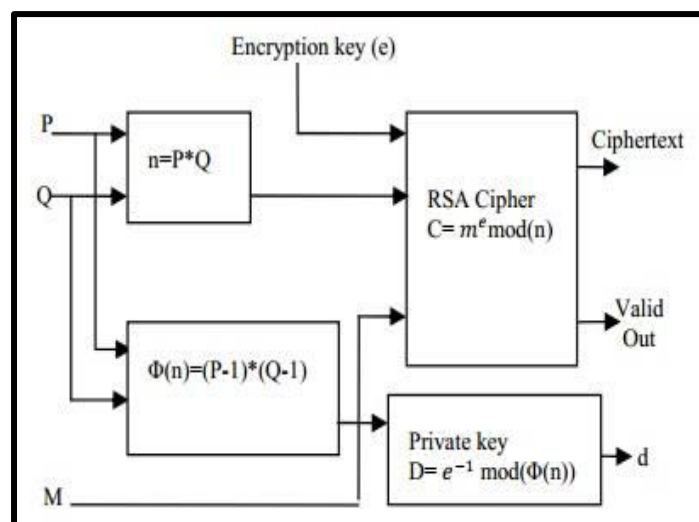 Encryption key (e)
P
n=P*Q
Q
Ciphertext
RSA Cipher
C= m^e mod(n)
Valid
Out
Φ(n)=(P-1)*(Q-1)
Private key
D= e^−1 mod(Φ(n))
d
M